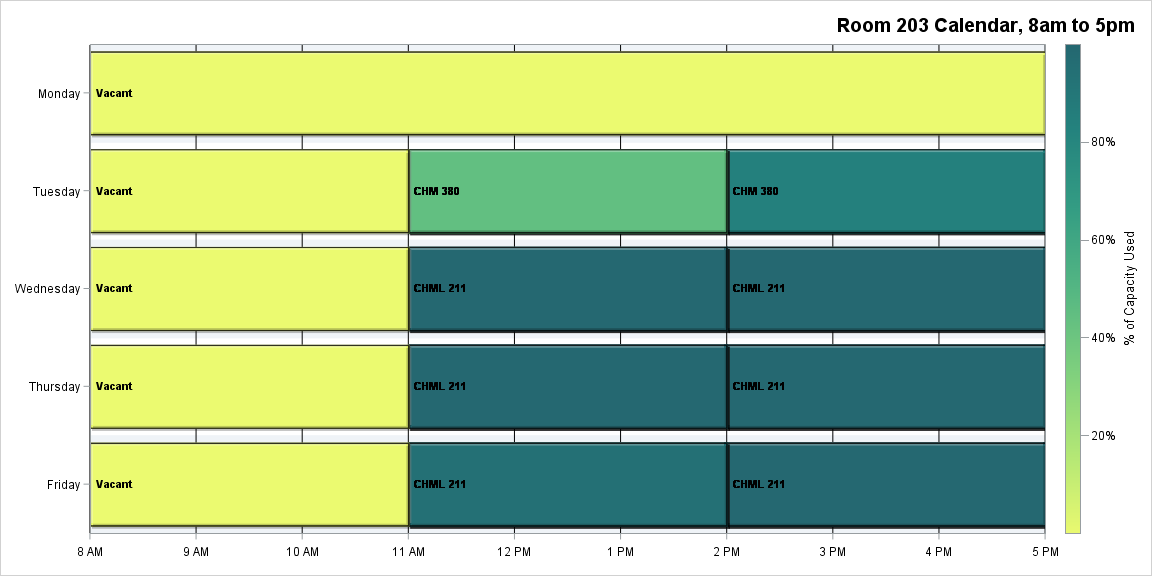 Room 203 Calendar, 8am to 5pm
Monday
Vacant
Tuesday
Vacant
CHM 380
CHM 380
Wednesday
Vacant
CHML 211
CHML 211
Thursday
Vacant
CHML 211
CHML 211
Friday
Vacant
CHML 211
CHML 211
8 AM
9 AM
10 AM
11 AM
12 PM
1 PM
2 PM
3 PM
4 PM
5 PM
80%
60%
40%
20%
% of Capacity Used